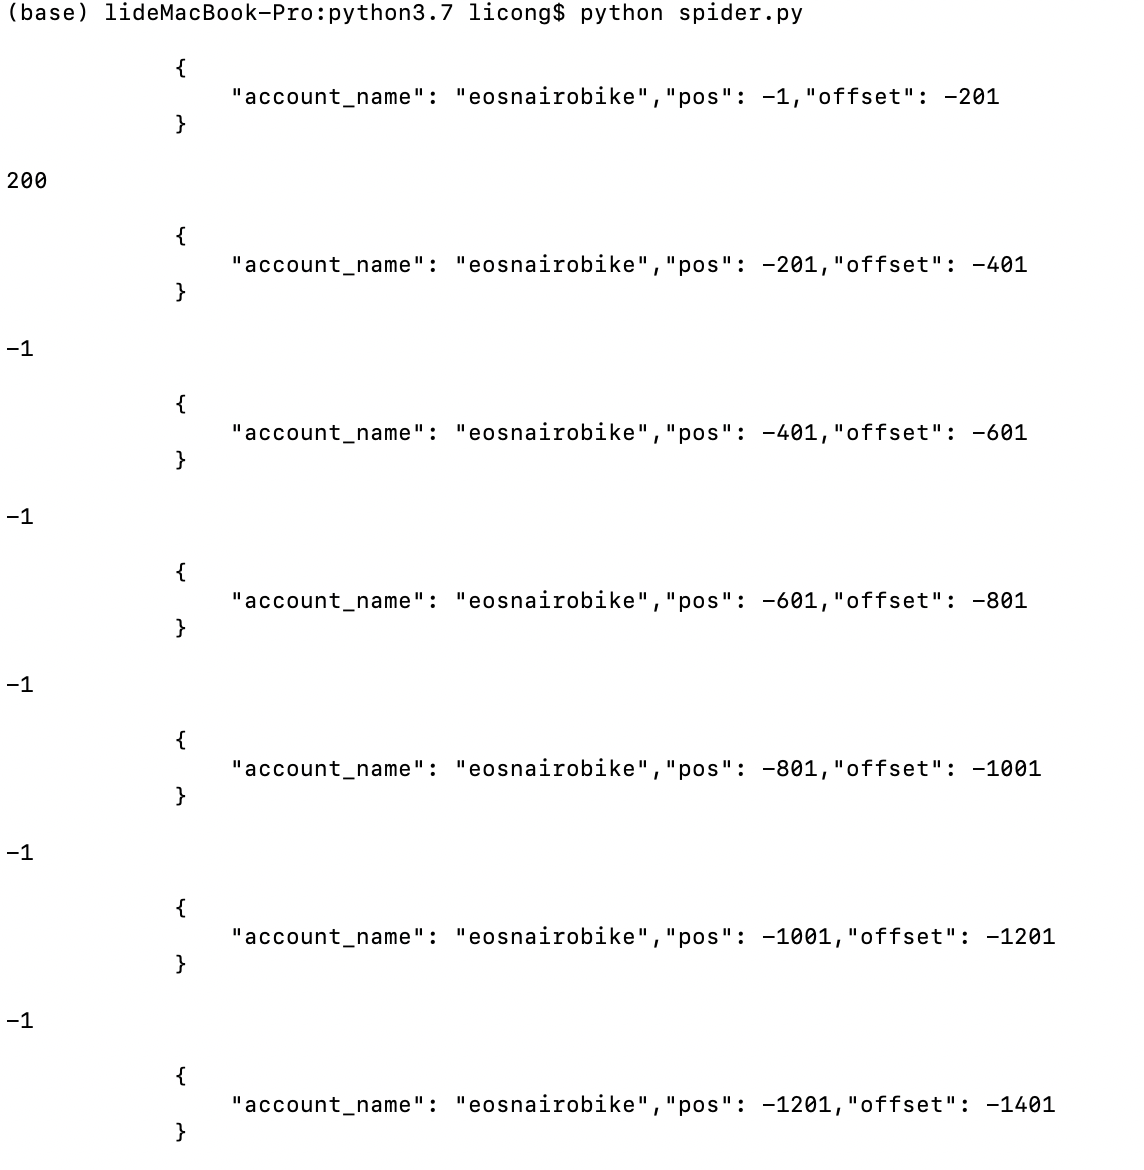 (base) lideMacBook-Pro:python3.7 licong$ python spider.py
{
"account_name": "eosnairobike","pos": -1,"offset": -201
}
200
{
"account_name": "eosnairobike","pos": -201,"offset": -401
}
-1
{
"account_name": "eosnairobike","pos": -401,"offset": -601
}
-1
{
"account_name": "eosnairobike","pos": -601,"offset": -801
}
-1
{
"account_name": "eosnairobike","pos": -801,"offset": -1001
}
-1
{
"account_name": "eosnairobike","pos": -1001,"offset": -1201
}
-1
{
"account_name": "eosnairobike","pos": -1201,"offset": -1401
}